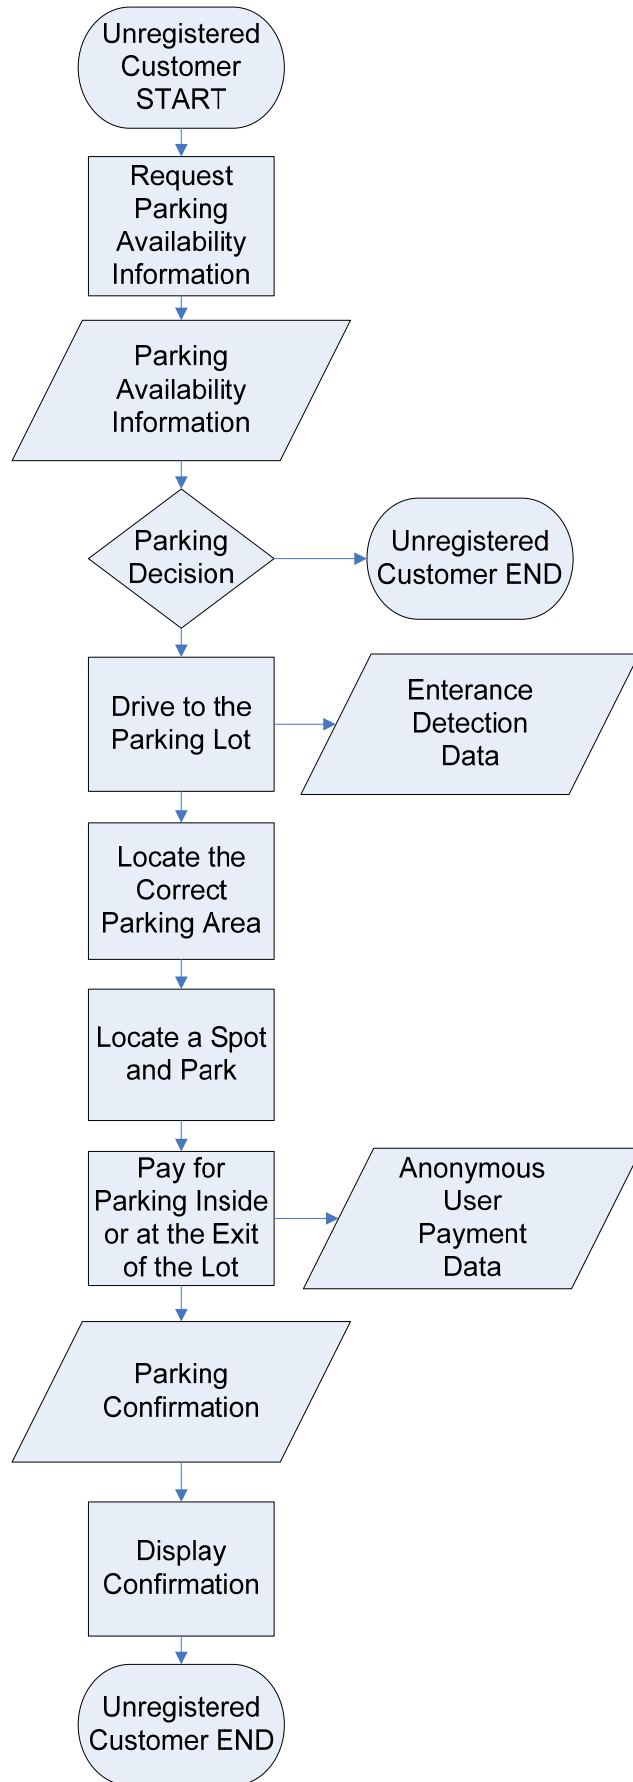 Unregistered
Customer
START
Request
Parking
Availability
Information
Parking
Availability
Information
Parking
Decision
Unregistered
Customer END
Drive to the
Parking Lot
Enterance
Detection
Data
Locate the
Correct
Parking Area
Locate a Spot
and Park
Pay for
Parking Inside
or at the Exit
of the Lot
Anonymous
User
Payment
Data
Parking
Confirmation
Display
Confirmation
Unregistered
Customer END